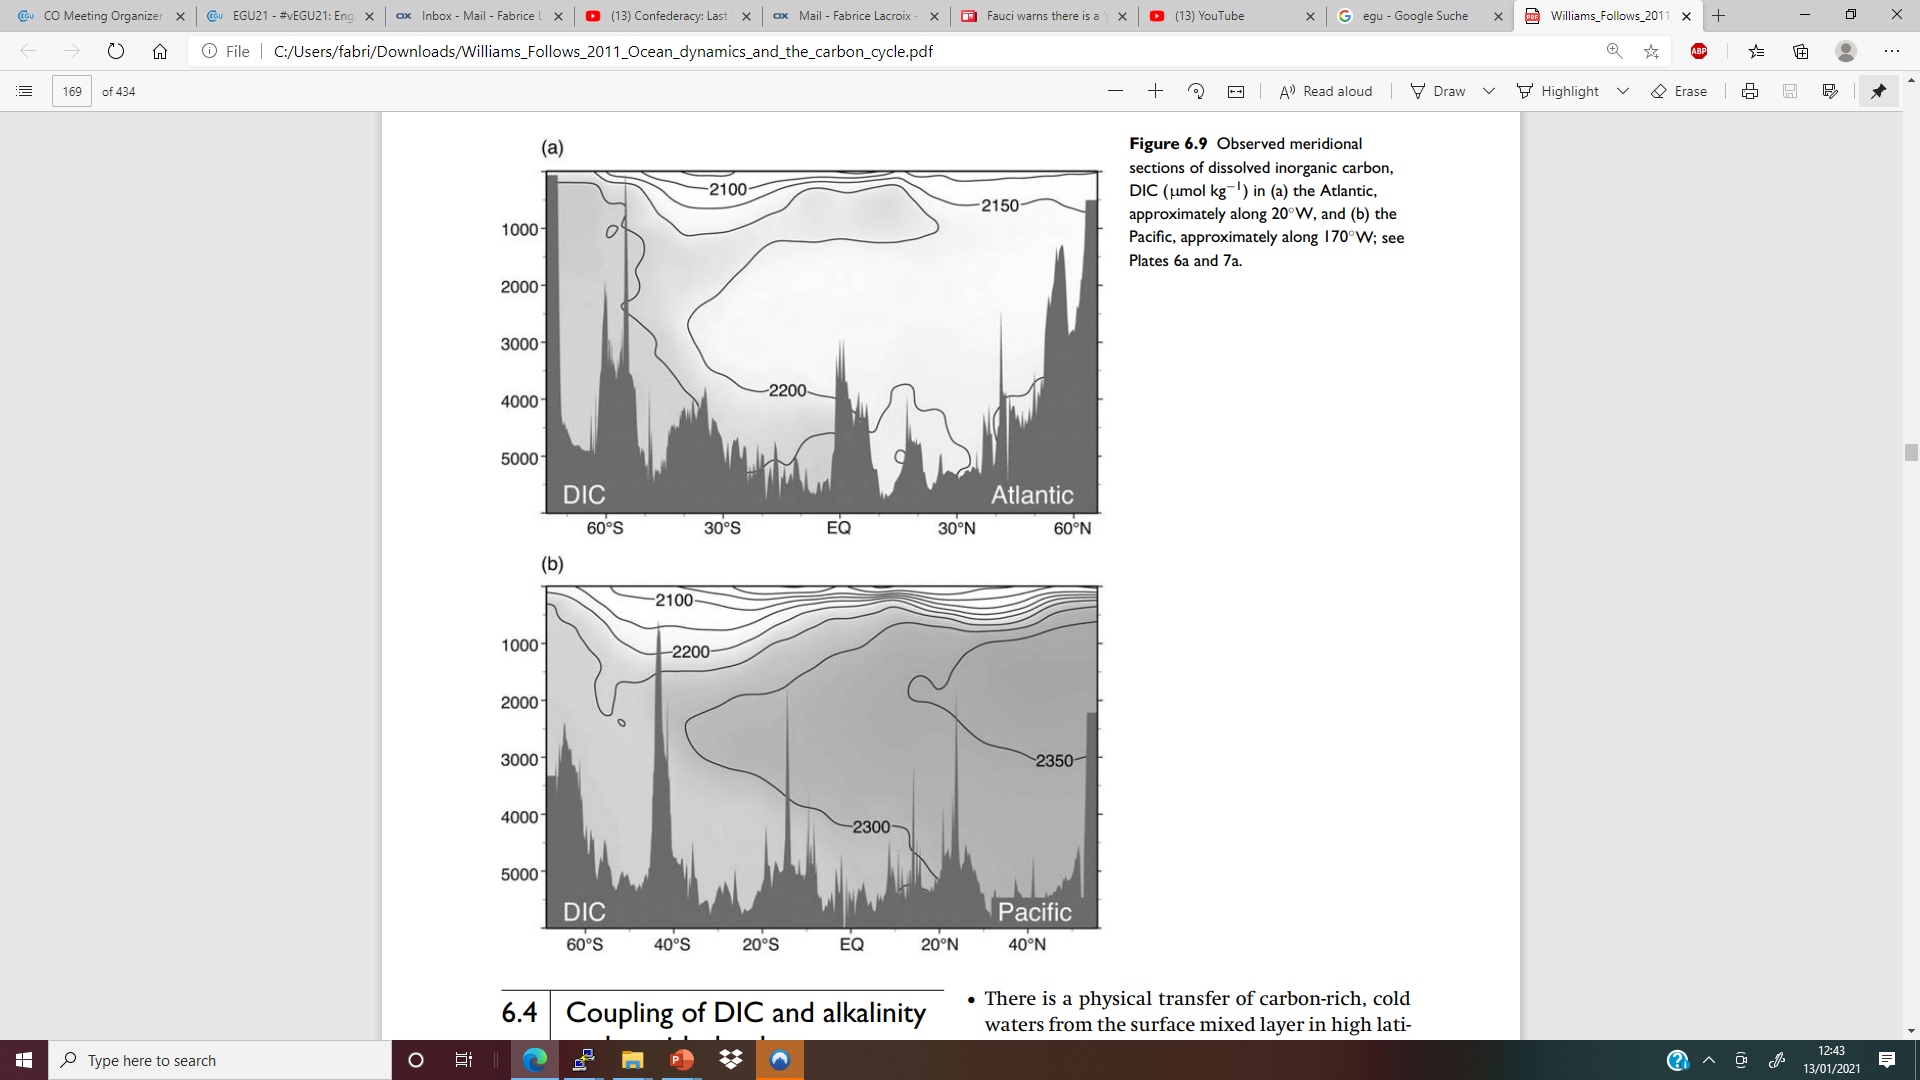 CO Meeting Organizer
EGU21 - #vEGU21: Eng
Inbox - Mail - Fabrice L
(13) Confederacy: Last
Mail - Fabrice Lacroix -
Fauci warns there is a
(13) YouTube
egu - Google Suche
Williams_Follows_2011_
File
C:/Users/fabri/Downloads/Williams_Follows_2011_Ocean_dynamics_and_the_carbon_cycle.pdf
ABP
169 of 434
Read aloud
Draw
Highlight
Erase
(a)
2100
2150
1000
2000
3000
2200
4000
5000
DIC
Atlantic
60°S 30°S EQ 30°N 60°N
Figure 6.9 Observed meridional
sections of dissolved inorganic carbon,
DIC (μmol kg⁻¹) in (a) the Atlantic,
approximately along 20°W, and (b) the
Pacific, approximately along 170°W; see
Plates 6a and 7a.
(b)
2100
1000
2200
2000
3000
2350
4000
2300
5000
DIC
Pacific
60°S 40°S 20°S EQ 20°N 40°N
6.4 Coupling of DIC and alkalinity
• There is a physical transfer of carbon-rich, cold
waters from the surface mixed layer in high lati-
Type here to search
12:43
13/01/2021